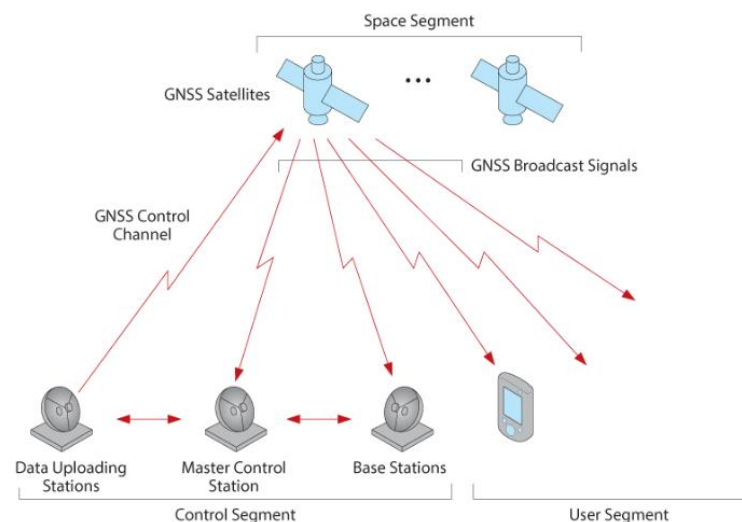 Space Segment
GNSS Satellites
GNSS Broadcast Signals
GNSS Control
Channel
Data Uploading
Stations
Master Control
Station
Base Stations
Control Segment
User Segment